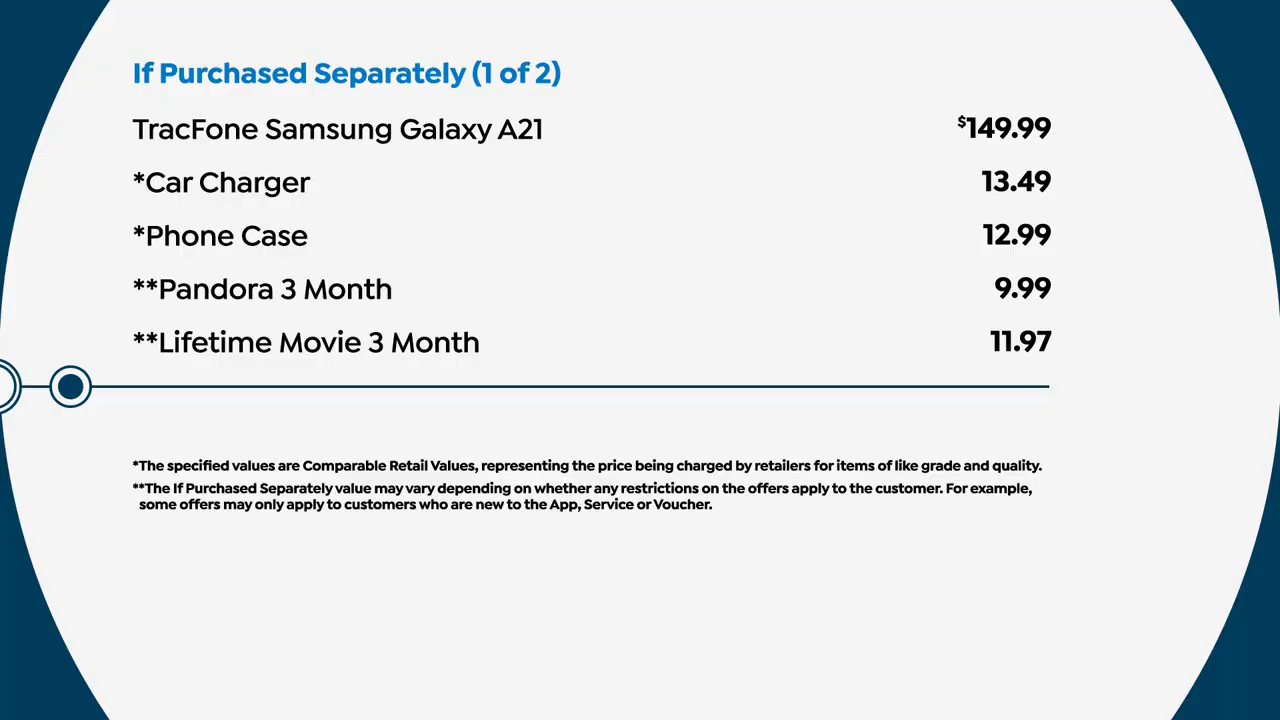 If Purchased Separately (1 of 2)
TracFone Samsung Galaxy A21 $149.99
*Car Charger 13.49
*Phone Case 12.99
**Pandora 3 Month 9.99
**Lifetime Movie 3 Month 11.97
*The specified values are Comparable Retail Values, representing the price being charged by retailers for items of like grade and quality.
**The If Purchased Separately value may vary depending on whether any restrictions on the offers apply to the customer. For example,
some offers may only apply to customers who are new to the App, Service or Voucher.